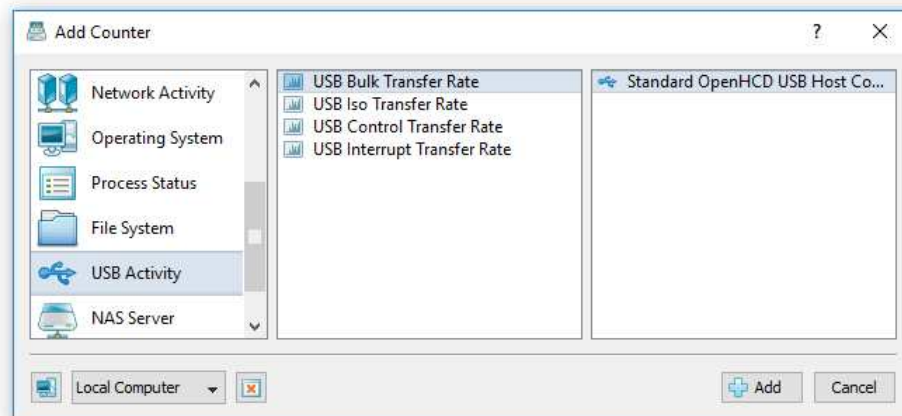 Add Counter
?
Network Activity
Operating System
Process Status
File System
USB Activity
NAS Server
USB Bulk Transfer Rate
USB Iso Transfer Rate
USB Control Transfer Rate
USB Interrupt Transfer Rate
Standard OpenHCD USB Host Co...
Local Computer
Add
Cancel